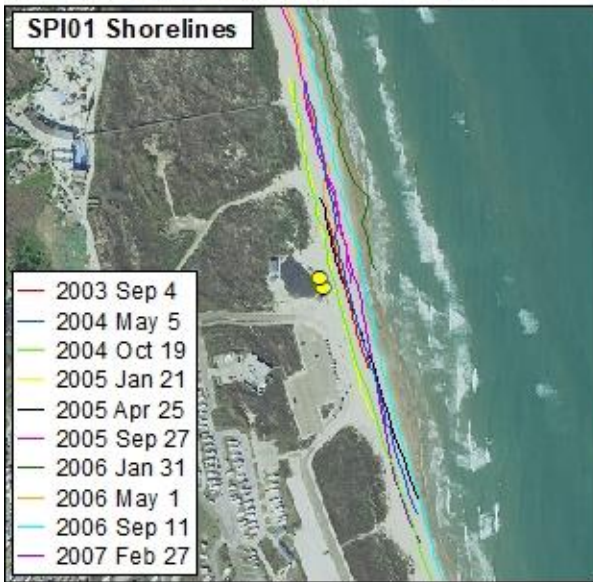 SPI01 Shorelines
2003 Sep 4
2004 May 5
2004 Oct 19
2005 Jan 21
2005 Apr 25
2005 Sep 27
2006 Jan 31
2006 May 1
2006 Sep 11
2007 Feb 27